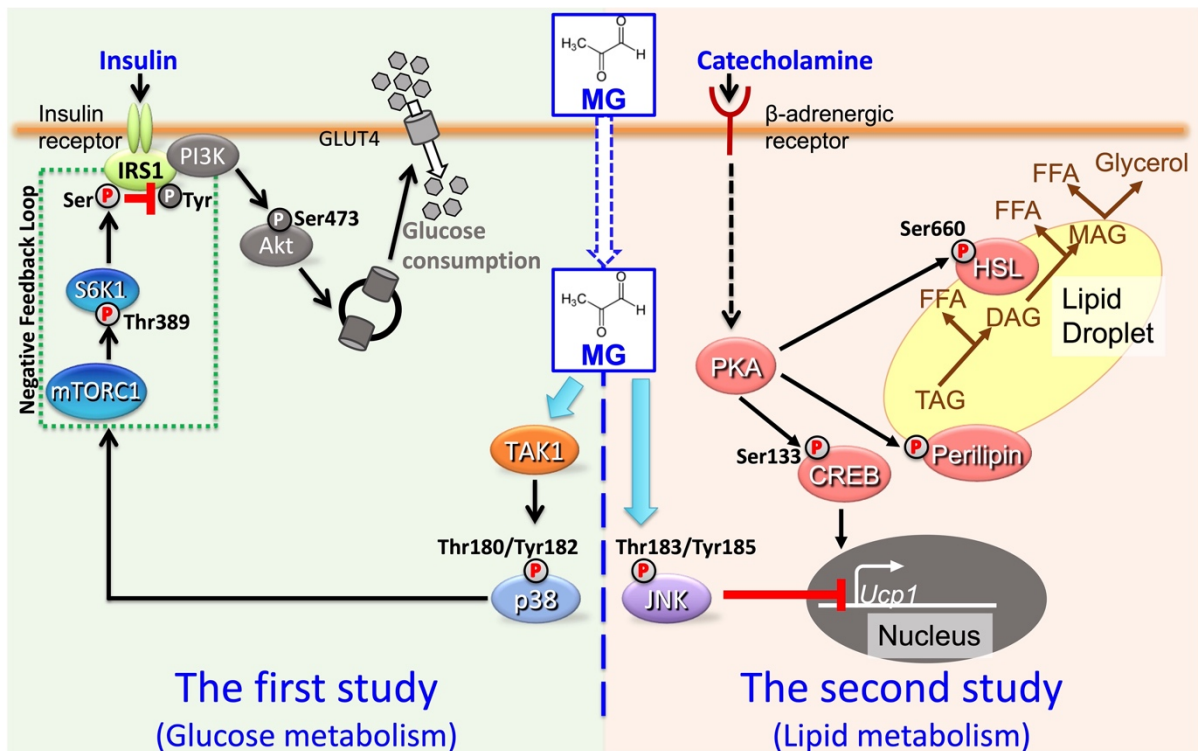 Insulin
Insulin
receptor
IRS1
PI3K
Ser
P
P
Tyr
Negative Feedback Loop
S6K1
P
Thr389
mTORC1
P
Ser473
Akt
GLUT4
Glucose
consumption
H₃C
O
H
O
MG
H₃C
O
H
O
MG
TAK1
Thr180/Tyr182
P
p38
The first study
(Glucose metabolism)
Catecholamine
β-adrenergic
receptor
PKA
Ser660
P
HSL
FFA
Glycerol
FFA
MAG
FFA
DAG
TAG
Lipid
Droplet
P
Perilipin
Ser133
P
CREB
Thr183/Tyr185
P
JNK
Ucp1
Nucleus
The second study
(Lipid metabolism)